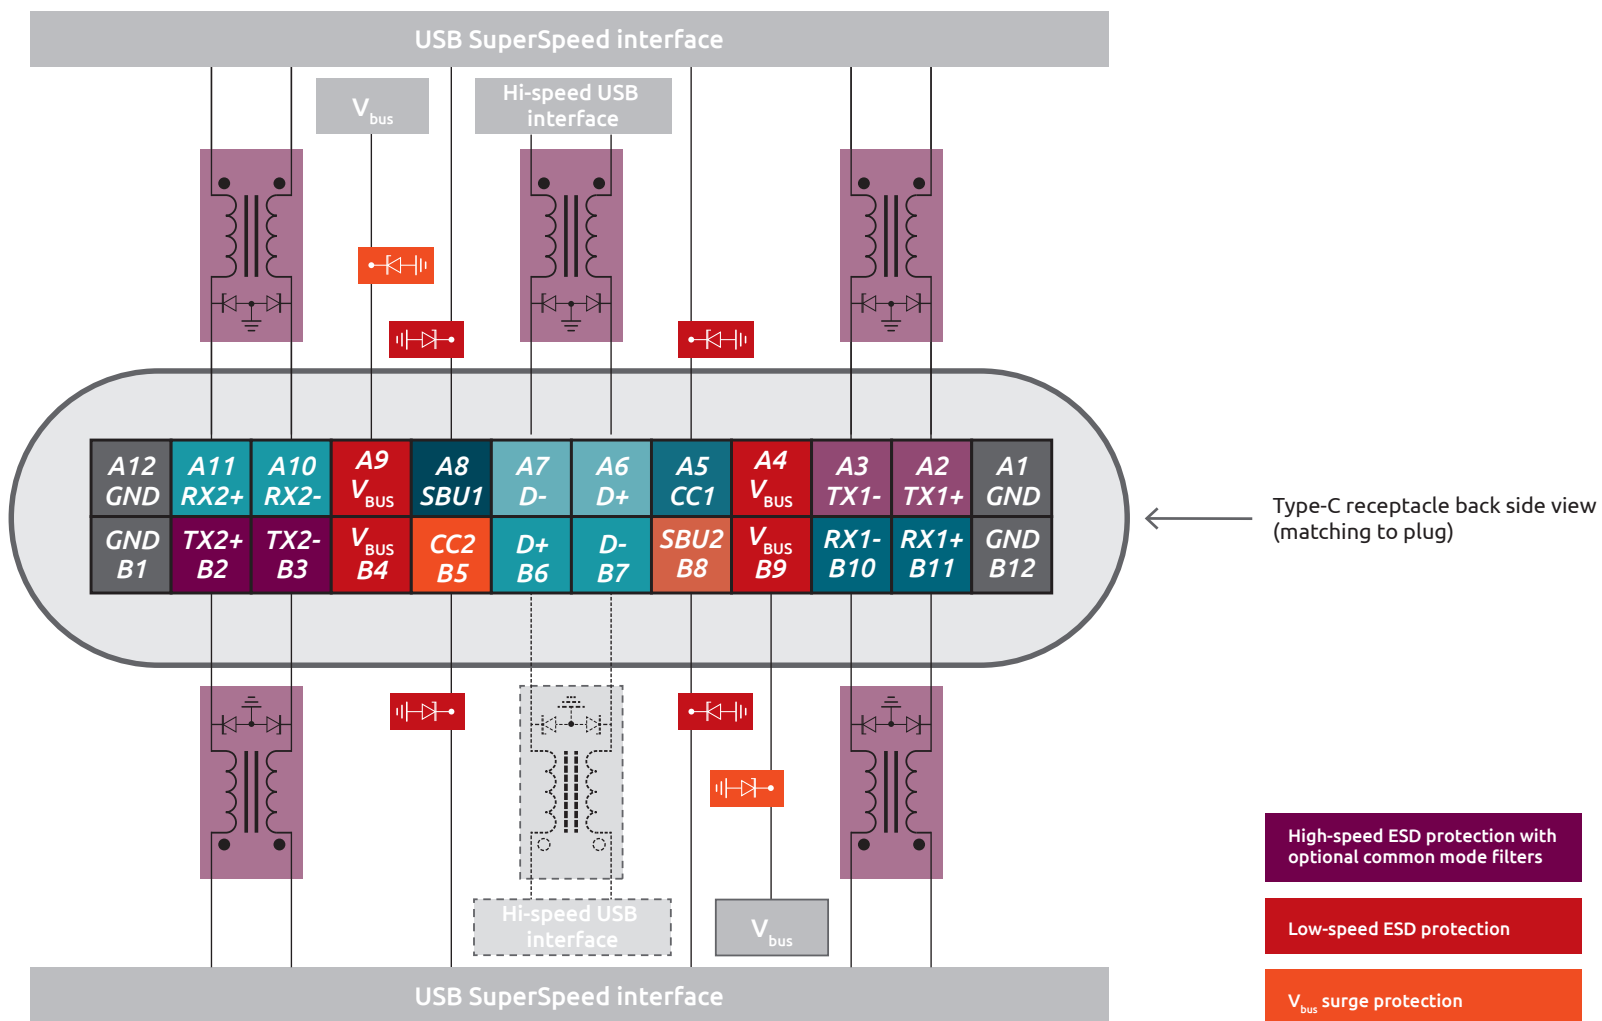 USB SuperSpeed interface
Vbus
Hi-speed USB
interface
A12 A11 A10 A9 A8 A7 A6 A5 A4 A3 A2 A1
GND RX2+ RX2- VBUS SBU1 D- D+ CC1 VBUS TX1- TX1+ GND
GND TX2+ TX2- VBUS CC2 D+ D- SBU2 VBUS RX1- RX1+ GND
B1 B2 B3 B4 B5 B6 B7 B8 B9 B10 B11 B12
Type-C receptacle back side view
(matching to plug)
Hi-speed USB
interface
Vbus
USB SuperSpeed interface
High-speed ESD protection with
optional common mode filters
Low-speed ESD protection
Vbus surge protection